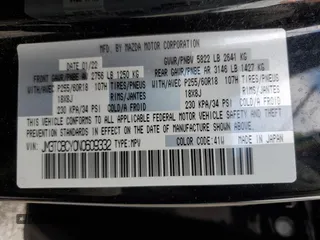 MFD. BY MAZDA MOTOR CORPORATION
DATE 01/22 GVWR/PNBV 5822 LB 2641 KG
FRONT GAWR/PNBE AV 2756 LB 1250 KG REAR GAWR/PNBE AR 3146 LB 1427 KG
WITH/AVEC P255/60R18 107H TIRES/PNEUS WITH/AVEC P255/60R18 107H TIRES/PNEUS
18X8J RIMS/JANTES 18X8J RIMS/JANTES
230 KPA/34 PSI COLD/A FROID 230 KPA/34 PSI COLD/A FROID
THIS VEHICLE CONFORMS TO ALL APPLICABLE FEDERAL MOTOR VEHICLE SAFETY
THEFT PREVENTION STANDARDS IN EFFECT ON THE DATE OF MANUFACTURE SHOWN ABOVE.
JM3TCBCY0N0609332 TYPE:MPV COLOR CODE:41W MADE IN JAPAN